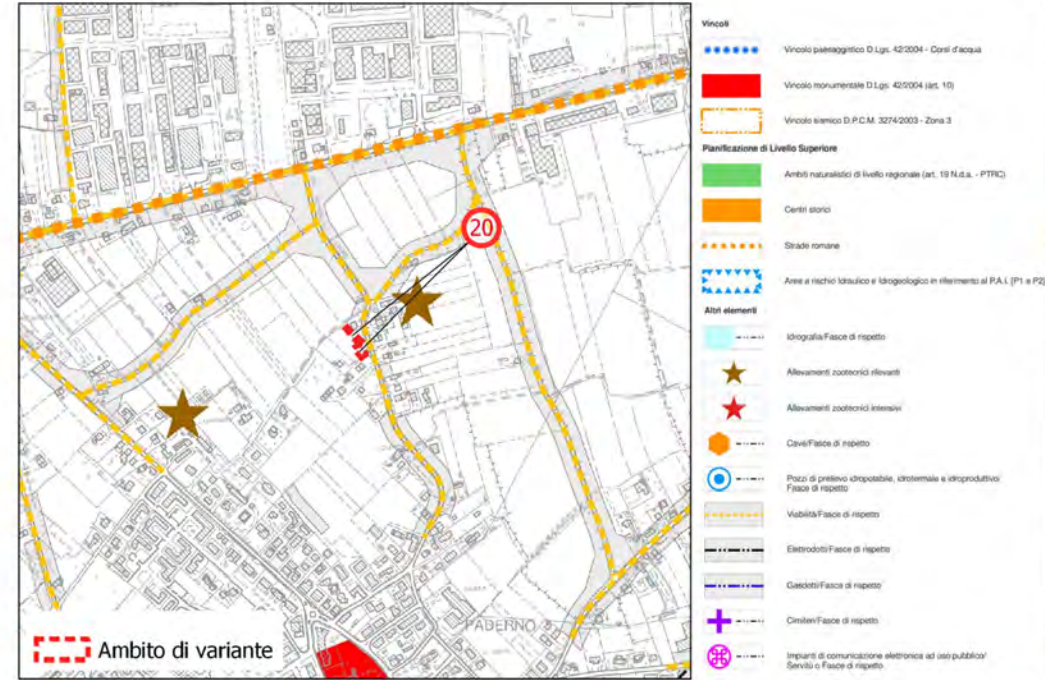 20
PADERNO
Ambito di variante
Vincoli
Vincolo paesaggistico D.Lgs. 42/2004 - Corsi d'acqua
Vincolo monumentale D.Lgs. 42/2004 (art. 10)
Vincolo sismico D.P.C.M. 3274/2003 - Zona 3
Pianificazione di Livello Superiore
Ambiti naturalistici di livello regionale (art. 19 N.d.a. - PTRC)
Centri storici
Strade romane
Aree a rischio Idraulico e Idrogeologico in riferimento al P.A.I. [P1 e P2]
Altri elementi
Idrografia/Fasce di rispetto
Allevamenti zootecnici rilevanti
Allevamenti zootecnici intensivi
Cave/Fasce di rispetto
Pozzi di prelievo idropotabile, idrotermale e idroproduttivo/
Fasce di rispetto
Viabilità/Fasce di rispetto
Elettrodotti/Fasce di rispetto
Gasdotti/Fasce di rispetto
Cimiteri/Fasce di rispetto
Impianti di comunicazione elettronica ad uso pubblico/
Servitù o Fasce di rispetto